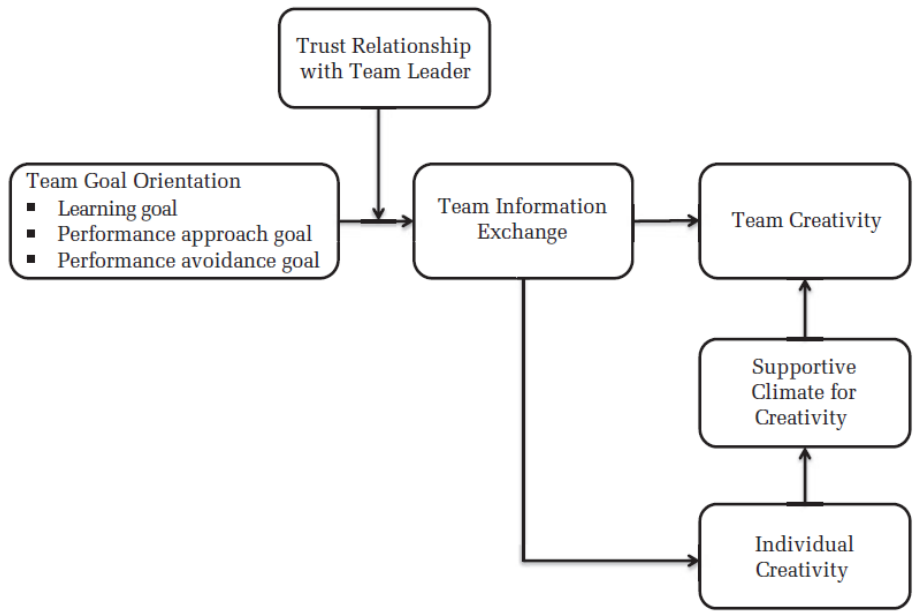 Trust Relationship
with Team Leader
Team Goal Orientation
▪ Learning goal
▪ Performance approach goal
▪ Performance avoidance goal
Team Information
Exchange
Team Creativity
Supportive
Climate for
Creativity
Individual
Creativity